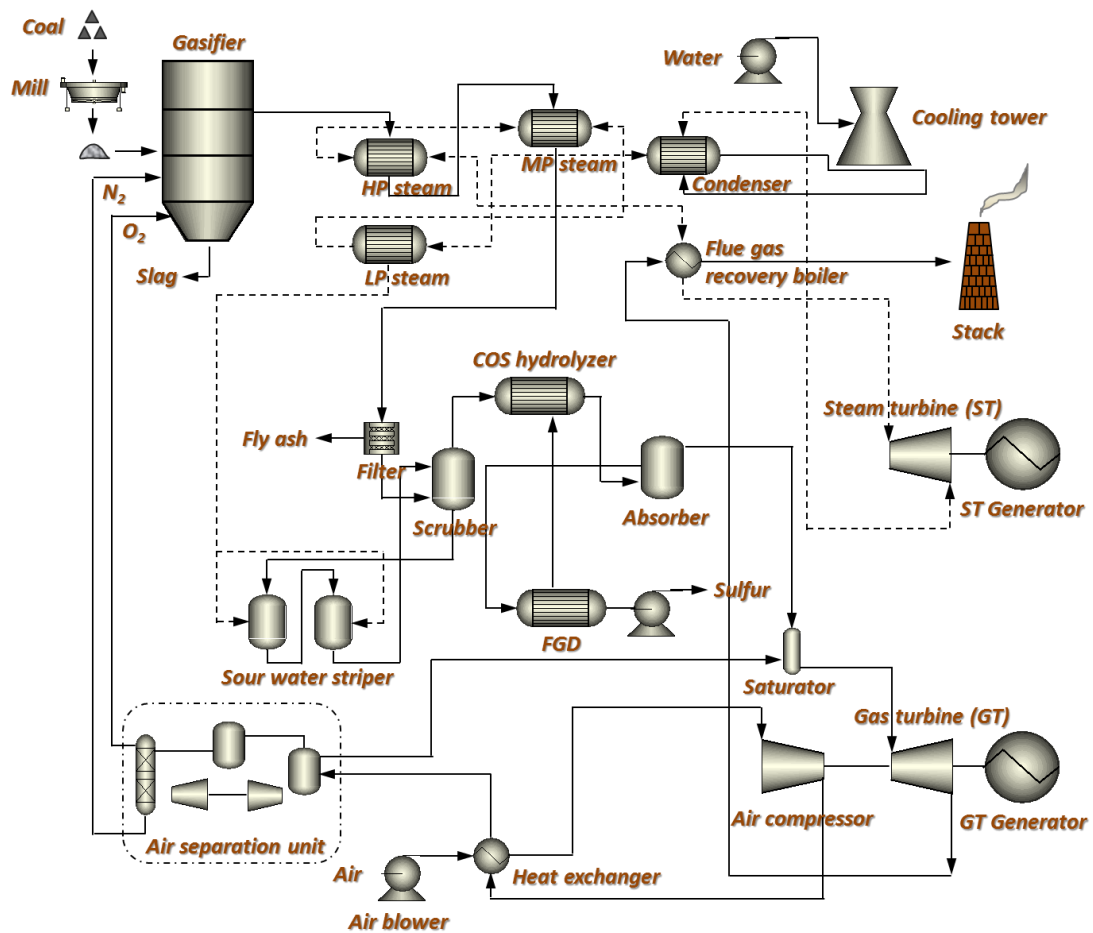 Coal
Gasifier
Mill
Water
Cooling tower
MP steam
HP steam
Condenser
N2
O2
Flue gas
recovery boiler
Slag
LP steam
Stack
COS hydrolyzer
Steam turbine (ST)
Fly ash
Filter
Scrubber
Absorber
ST Generator
Sulfur
FGD
Sour water striper
Saturator
Gas turbine (GT)
Air compressor
GT Generator
Air separation unit
Air
Heat exchanger
Air blower